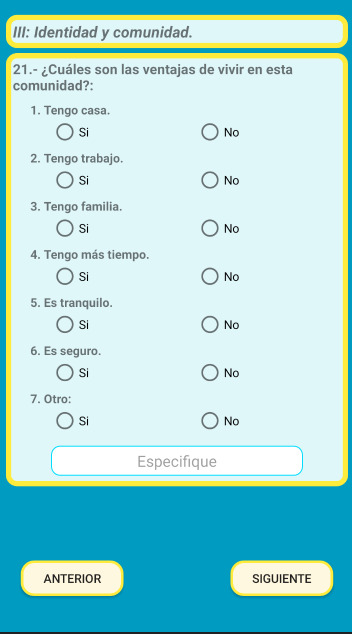 III: Identidad y comunidad.
21.- ¿Cuáles son las ventajas de vivir en esta
comunidad?:
1. Tengo casa.
Si No
2. Tengo trabajo.
Si No
3. Tengo familia.
Si No
4. Tengo más tiempo.
Si No
5. Es tranquilo.
Si No
6. Es seguro.
Si No
7. Otro:
Si No
Especifique
ANTERIOR SIGUIENTE